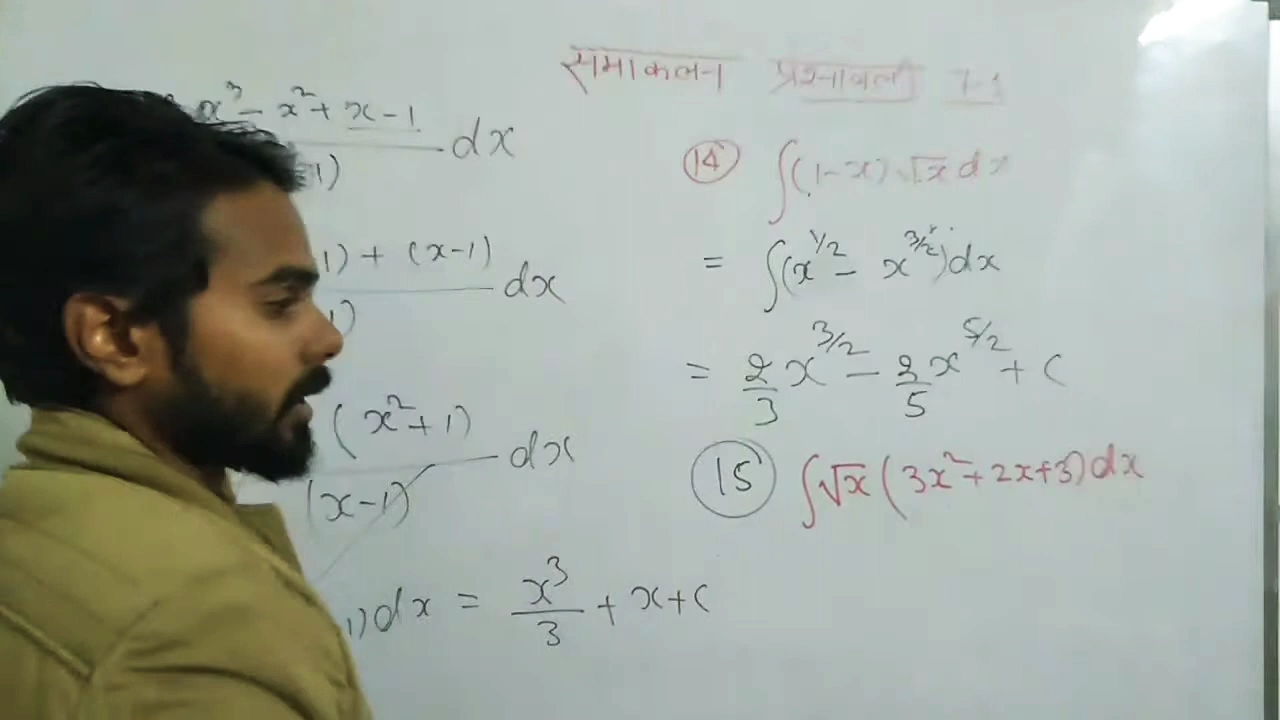 समाकलन प्रश्नावली 7.1
x³ - x² + x - 1 dx
1)
1) + (x-1) dx
1)
(x²+1) dx
(x-1)
1) dx = x³/3 + x + c
(14) ∫(1-x) √x dx
= ∫(x^1/2 - x^3/2) dx
= 2/3 x^3/2 - 2/5 x^5/2 + c
(15) ∫√x (3x²+2x+3) dx